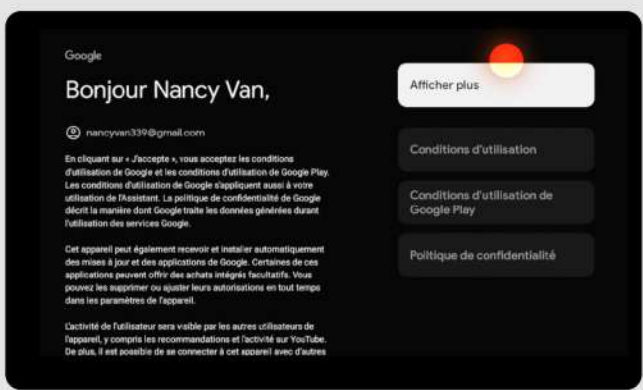 Google
Bonjour Nancy Van,
nancyvan339@gmail.com
En cliquant sur « J'accepte », vous acceptez les conditions
d'utilisation de Google et les conditions d'utilisation de Google Play.
Les conditions d'utilisation de Google s'appliquent aussi à votre
utilisation de l'Assistant. La politique de confidentialité de Google
décrit la manière dont Google traite les données générées durant
l'utilisation des services Google.
Cet appareil peut également recevoir et installer automatiquement
des mises à jour et des applications de Google. Certaines de ces
applications peuvent offrir des achats intégrés facultatifs. Vous
pouvez les supprimer ou ajuster leurs autorisations en tout temps
dans les paramètres de l'appareil.
L'activité de l'utilisateur sera visible par les autres utilisateurs de
l'appareil, y compris les recommandations et l'activité sur YouTube.
De plus, il est possible de se connecter à cet appareil avec d'autres
Afficher plus
Conditions d'utilisation
Conditions d'utilisation de
Google Play
Politique de confidentialité